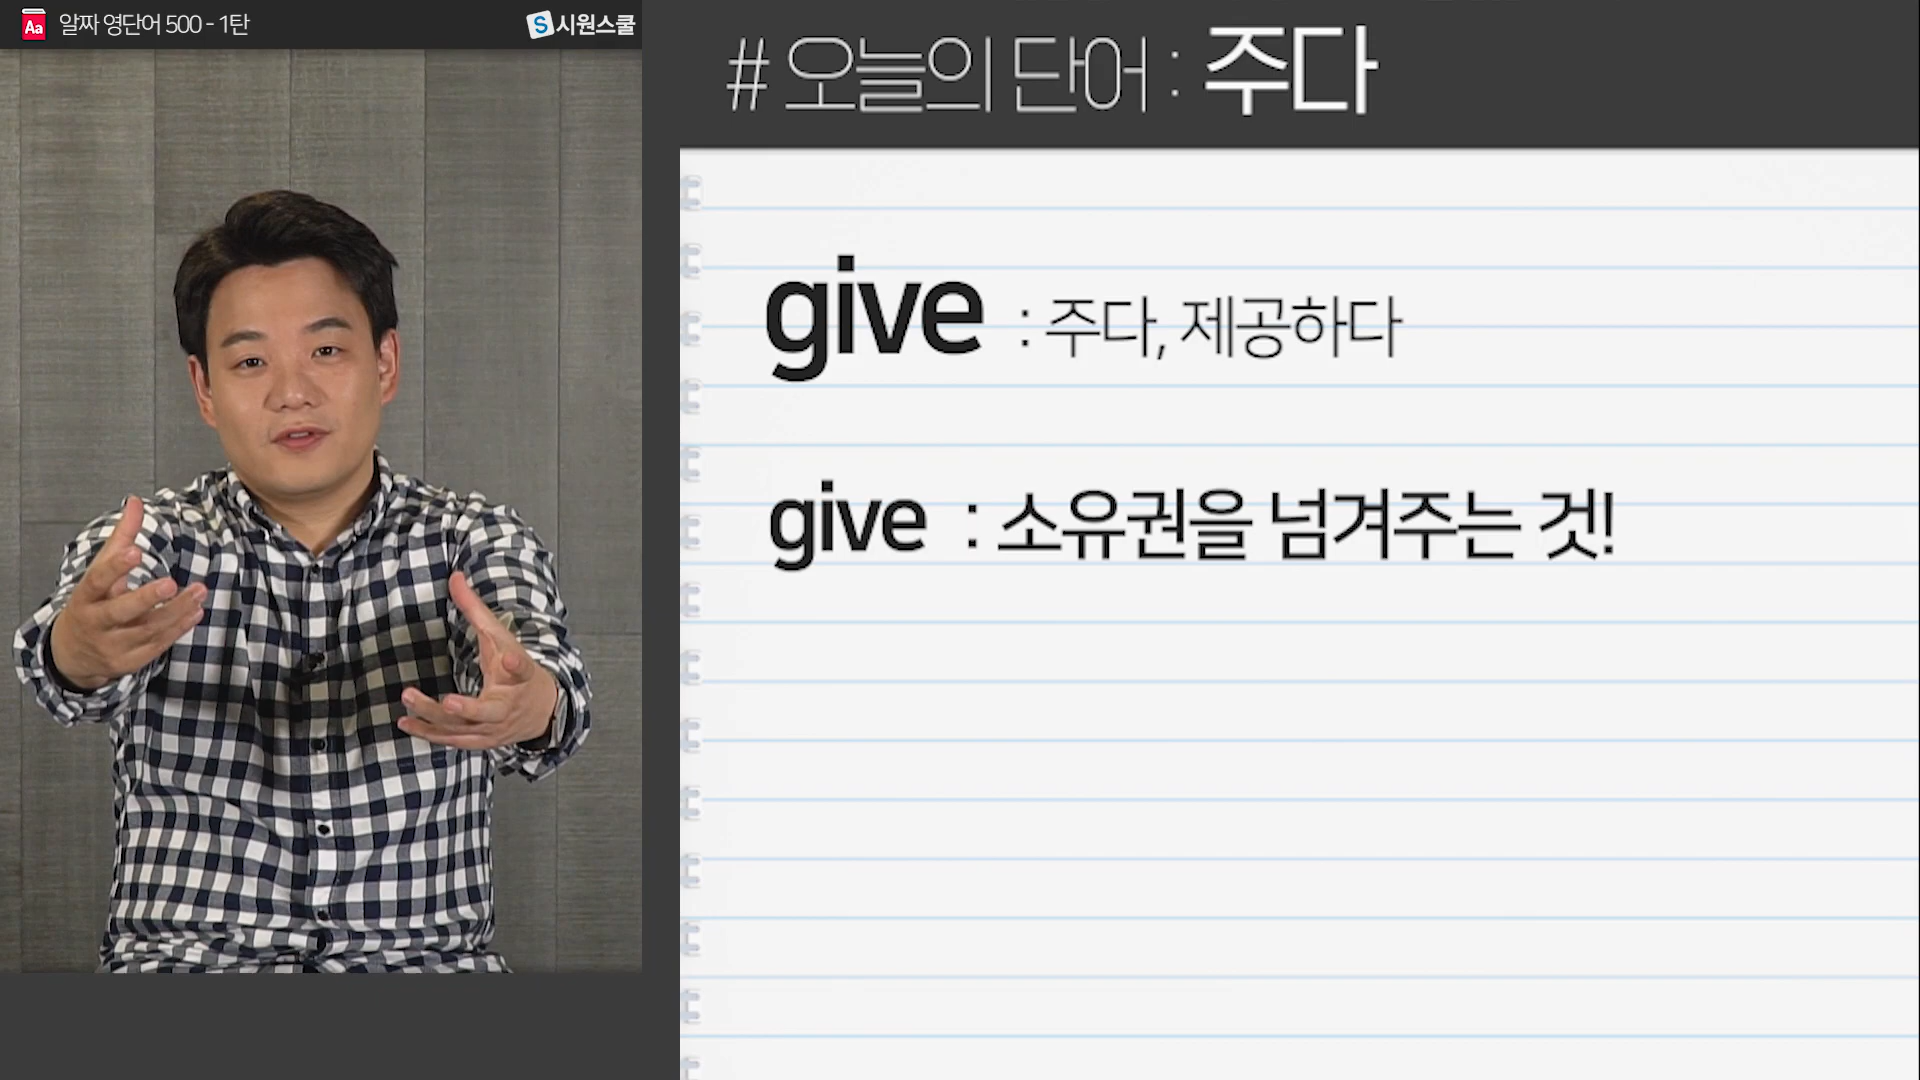 Aa 알짜 영단어 500 - 1탄
S 시원스쿨
# 오늘의 단어 : 주다
give : 주다, 제공하다
give : 소유권을 넘겨주는 것!